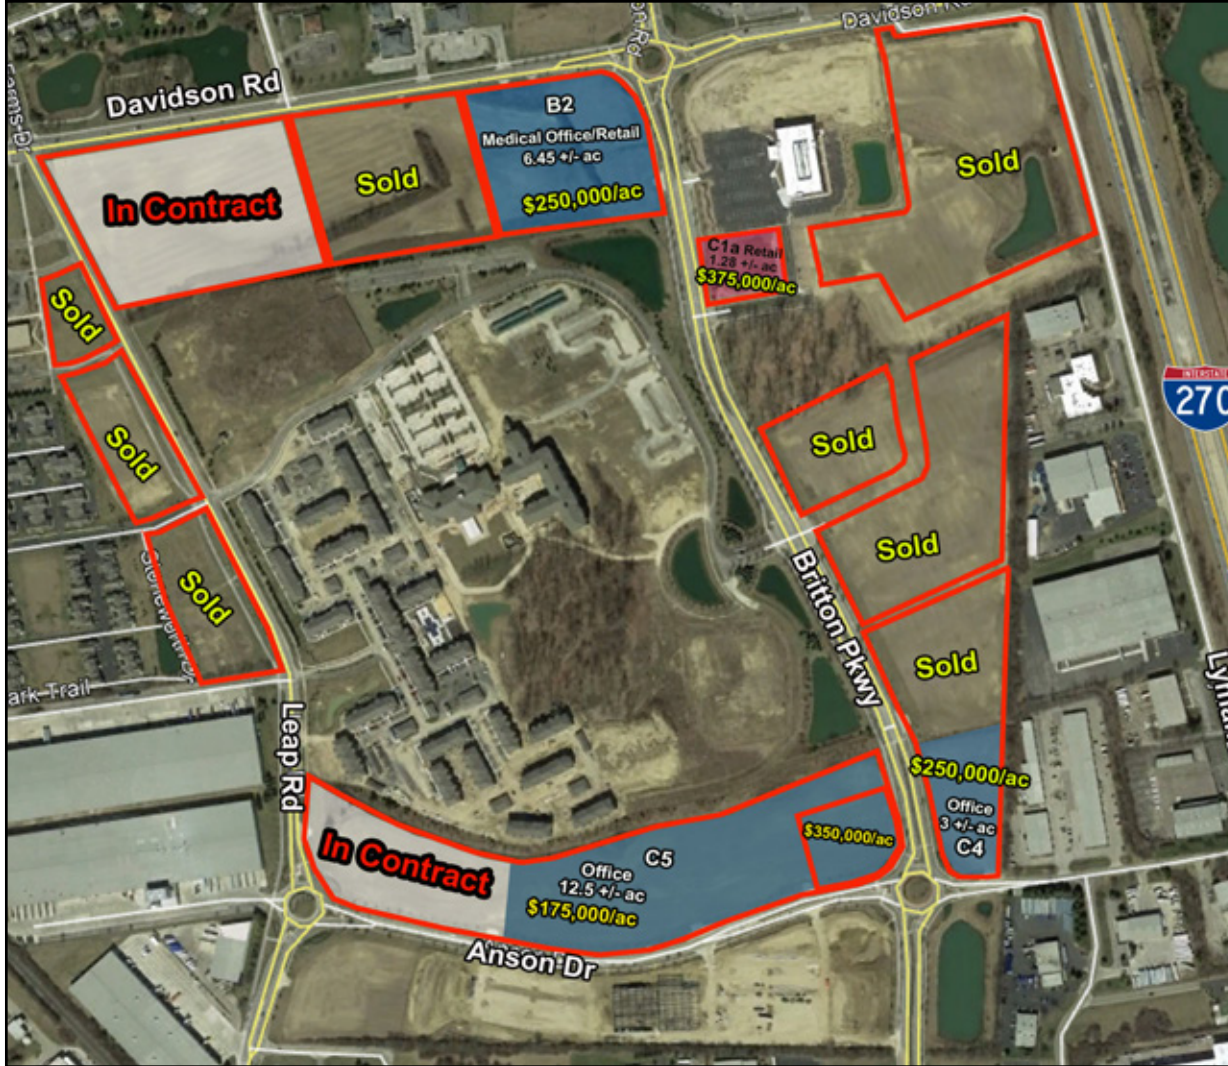 Davidson Rd
Davidson Rd
B2
Medical Office/Retail
6.45 +/- ac
$250,000/ac
Sold
In Contract
Sold
C1a Retail
1.28 +/- ac
$375,000/ac
Sold
INTERSTATE
270
Sold
Sold
Sold
Sold
Sold
Britton Pkwy
ark Trail
Leap Rd
$250,000/ac
Office
3 +/- ac
C4
In Contract
C5
Office
12.5 +/- ac
$175,000/ac
$350,000/ac
Anson Dr